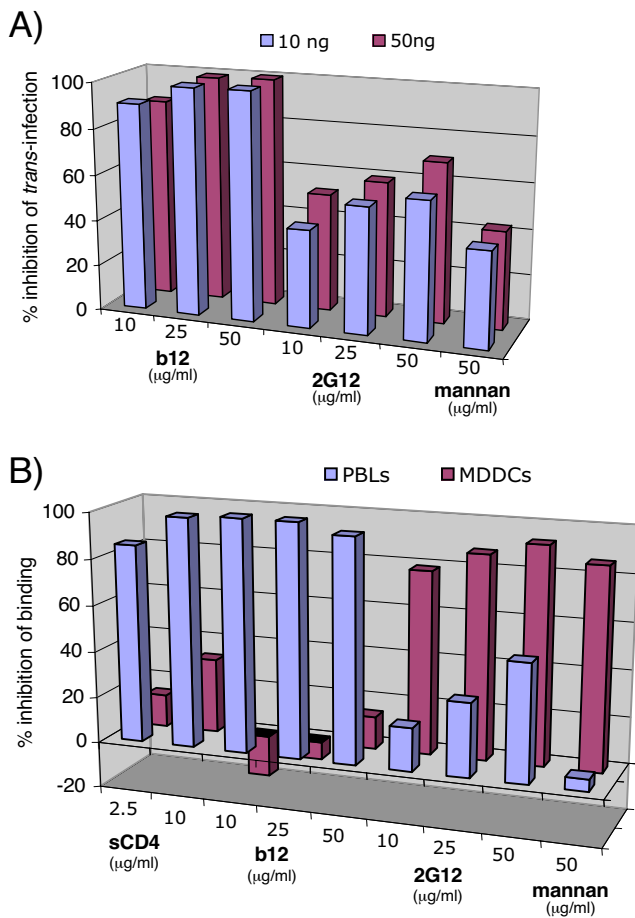 A)
10 ng 50ng
% inhibition of trans-infection
100
80
60
40
20
0
10 25 50 10 25 50 50
b12 2G12 mannan
(μg/ml) (μg/ml) (μg/ml)
B)
PBLs MDDCs
% inhibition of binding
100
80
60
40
20
0
-20
2.5 10 10 25 50 10 25 50 50
sCD4 b12 2G12 mannan
(μg/ml) (μg/ml) (μg/ml) (μg/ml)